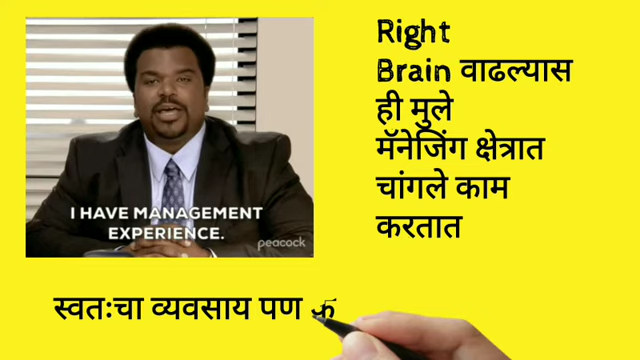 Right
Brain वाढल्यास
ही मुले
मॅनेजिंग क्षेत्रात
चांगले काम
करतात
I HAVE MANAGEMENT
EXPERIENCE.
peacock
स्वतःचा व्यवसाय पण